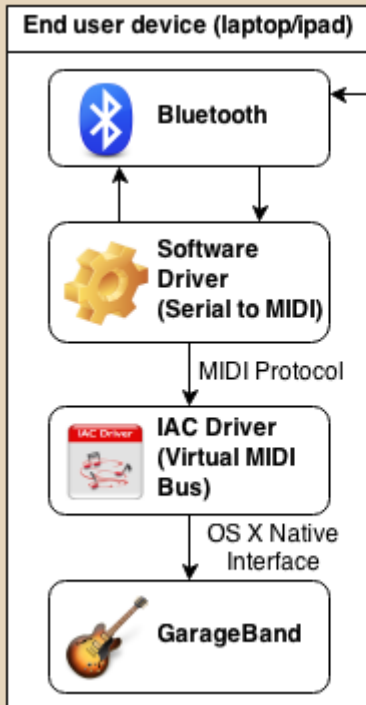 End user device (laptop/ipad)
Bluetooth
Software
Driver
(Serial to MIDI)
MIDI Protocol
IAC Driver
IAC Driver
(Virtual MIDI
Bus)
OS X Native
Interface
GarageBand